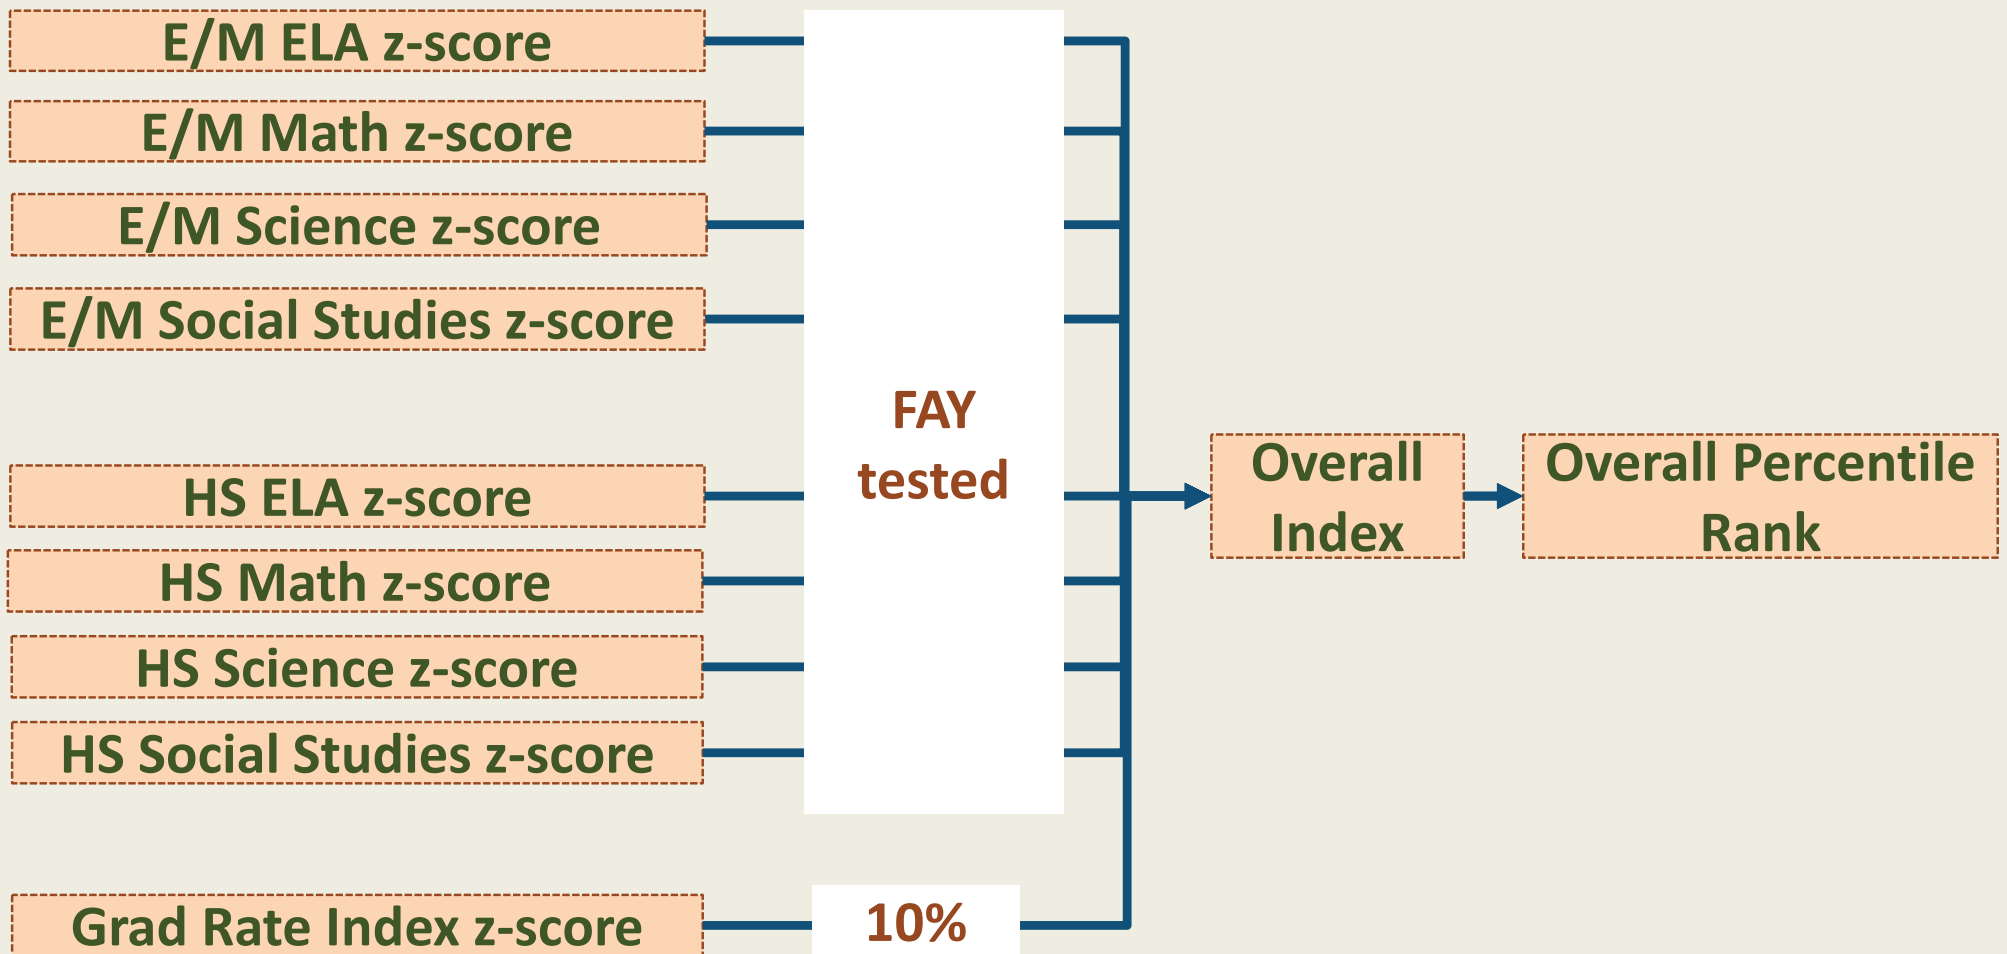 E/M ELA z-score
E/M Math z-score
E/M Science z-score
E/M Social Studies z-score
HS ELA z-score
HS Math z-score
HS Science z-score
HS Social Studies z-score
Grad Rate Index z-score
FAY
tested
10%
Overall
Index
Overall Percentile
Rank